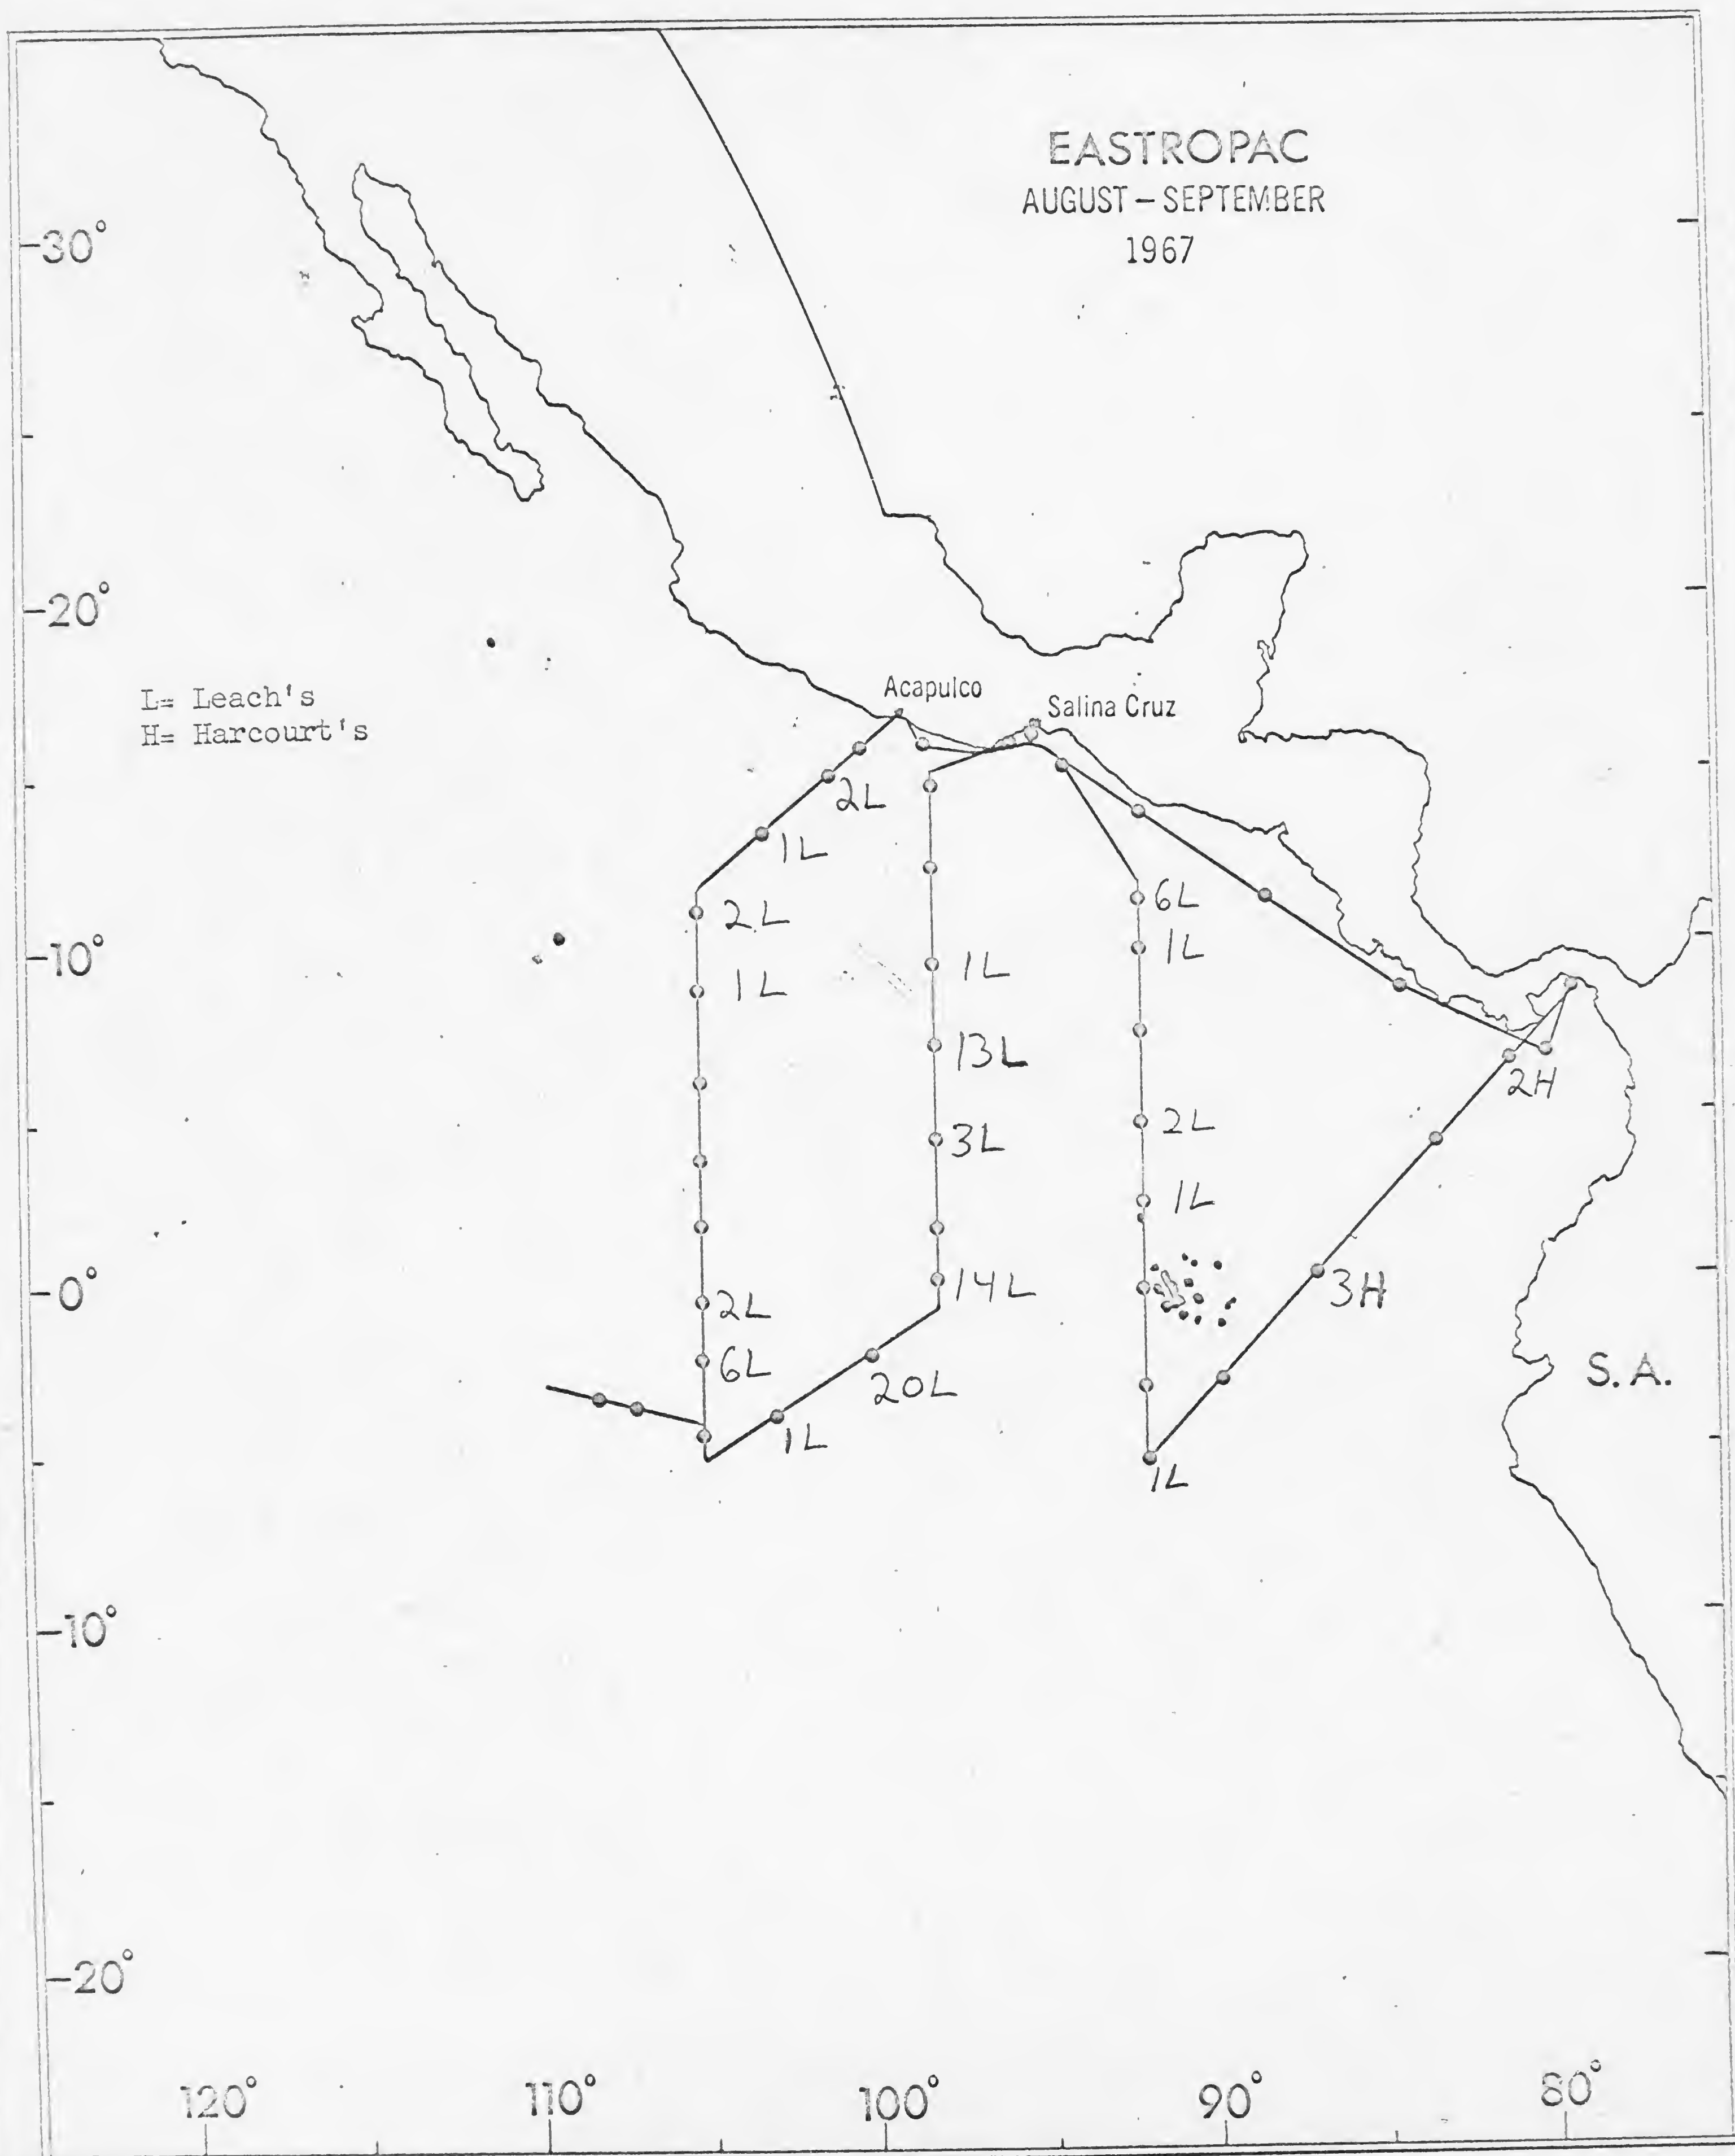 EASTROPAC
AUGUST – SEPTEMBER
1967
30°
20°
L= Leach's
H= Harcourt's
Acapulco
Salina Cruz
2L
1L
2L
6L
10°
1L
1L
1L
13L
2H
3L
2L
1L
0°
2L
14L
3H
6L
20L
S.A.
1L
1L
10°
20°
120°
110°
100°
90°
80°